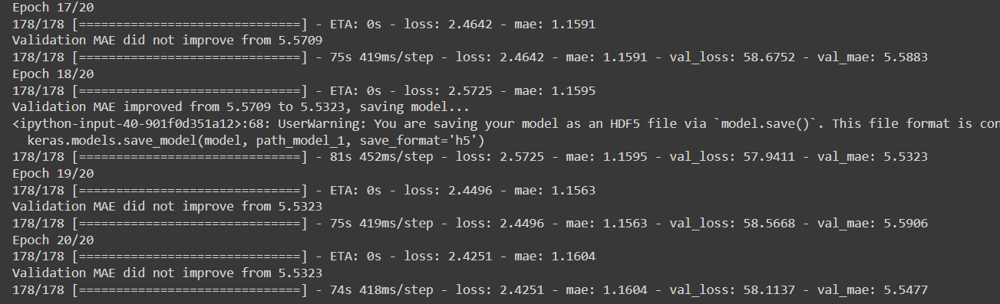 Epoch 17/20
178/178 [==============================] - ETA: 0s - loss: 2.4642 - mae: 1.1591
Validation MAE did not improve from 5.5709
178/178 [==============================] - 75s 419ms/step - loss: 2.4642 - mae: 1.1591 - val_loss: 58.6752 - val_mae: 5.5883
Epoch 18/20
178/178 [==============================] - ETA: 0s - loss: 2.5725 - mae: 1.1595
Validation MAE improved from 5.5709 to 5.5323, saving model...
<ipython-input-40-901f0d351a12>:68: UserWarning: You are saving your model as an HDF5 file via `model.save()`. This file format is con
  keras.models.save_model(model, path_model_1, save_format='h5')
178/178 [==============================] - 81s 452ms/step - loss: 2.5725 - mae: 1.1595 - val_loss: 57.9411 - val_mae: 5.5323
Epoch 19/20
178/178 [==============================] - ETA: 0s - loss: 2.4496 - mae: 1.1563
Validation MAE did not improve from 5.5323
178/178 [==============================] - 75s 419ms/step - loss: 2.4496 - mae: 1.1563 - val_loss: 58.5668 - val_mae: 5.5906
Epoch 20/20
178/178 [==============================] - ETA: 0s - loss: 2.4251 - mae: 1.1604
Validation MAE did not improve from 5.5323
178/178 [==============================] - 74s 418ms/step - loss: 2.4251 - mae: 1.1604 - val_loss: 58.1137 - val_mae: 5.5477